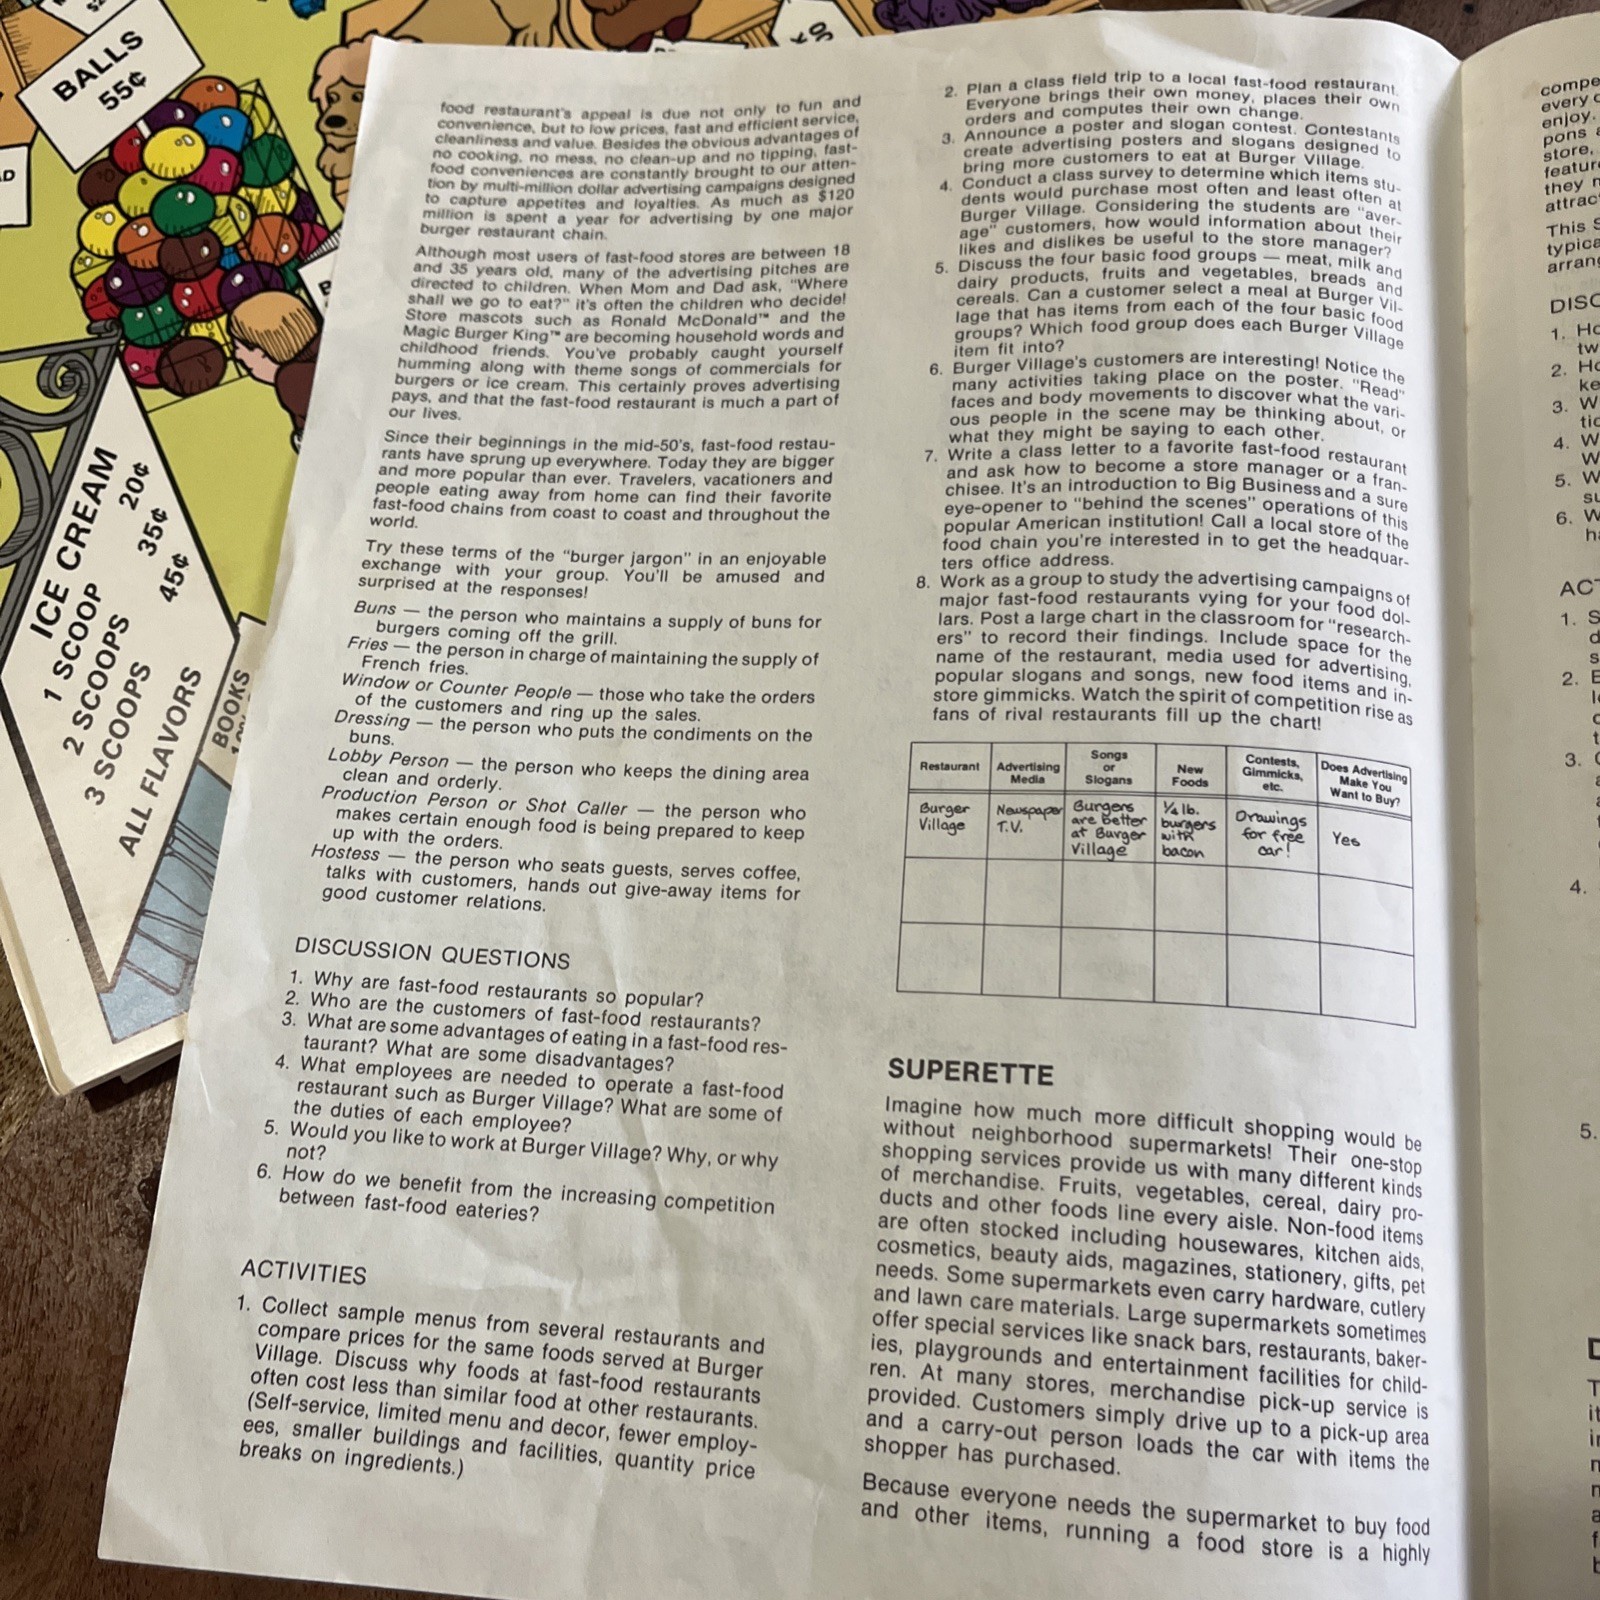 BALLS
55¢
ICE CREAM
1 SCOOP 20¢
2 SCOOPS 35¢
3 SCOOPS 45¢
ALL FLAVORS
BOOKS
food restaurant's appeal is due not only to fun and
convenience, but to low prices, fast and efficient service,
cleanliness and value. Besides the obvious advantages of
no cooking, no mess, no clean-up and no tipping, fast-
food conveniences are constantly brought to our atten-
tion by multi-million dollar advertising campaigns designed
to capture appetites and loyalties. As much as $120
million is spent a year for advertising by one major
burger restaurant chain.
Although most users of fast-food stores are between 18
and 35 years old, many of the advertising pitches are
directed to children. When Mom and Dad ask, "Where
shall we go to eat?" it's often the children who decide!
Store mascots such as Ronald McDonald™ and the
Magic Burger King™ are becoming household words and
childhood friends. You've probably caught yourself
humming along with theme songs of commercials for
burgers or ice cream. This certainly proves advertising
pays, and that the fast-food restaurant is much a part of
our lives.
Since their beginnings in the mid-50's, fast-food restau-
rants have sprung up everywhere. Today they are bigger
and more popular than ever. Travelers, vacationers and
people eating away from home can find their favorite
fast-food chains from coast to coast and throughout the
world.
Try these terms of the "burger jargon" in an enjoyable
exchange with your group. You'll be amused and
surprised at the responses!
Buns — the person who maintains a supply of buns for
burgers coming off the grill.
Fries — the person in charge of maintaining the supply of
French fries.
Window or Counter People — those who take the orders
of the customers and ring up the sales.
Dressing — the person who puts the condiments on the
buns.
Lobby Person — the person who keeps the dining area
clean and orderly.
Production Person or Shot Caller — the person who
makes certain enough food is being prepared to keep
up with the orders.
Hostess — the person who seats guests, serves coffee,
talks with customers, hands out give-away items for
good customer relations.
DISCUSSION QUESTIONS
1. Why are fast-food restaurants so popular?
2. Who are the customers of fast-food restaurants?
3. What are some advantages of eating in a fast-food res-
taurant? What are some disadvantages?
4. What employees are needed to operate a fast-food
restaurant such as Burger Village? What are some of
the duties of each employee?
5. Would you like to work at Burger Village? Why, or why
not?
6. How do we benefit from the increasing competition
between fast-food eateries?
ACTIVITIES
1. Collect sample menus from several restaurants and
compare prices for the same foods served at Burger
Village. Discuss why foods at fast-food restaurants
often cost less than similar food at other restaurants.
(Self-service, limited menu and decor, fewer employ-
ees, smaller buildings and facilities, quantity price
breaks on ingredients.)
2. Plan a class field trip to a local fast-food restaurant.
Everyone brings their own money, places their own
orders and computes their own change.
3. Announce a poster and slogan contest. Contestants
create advertising posters and slogans designed to
bring more customers to eat at Burger Village.
4. Conduct a class survey to determine which items stu-
dents would purchase most often and least often at
Burger Village. Considering the students are "aver-
age" customers, how would information about their
likes and dislikes be useful to the store manager?
5. Discuss the four basic food groups — meat, milk and
dairy products, fruits and vegetables, breads and
cereals. Can a customer select a meal at Burger Vil-
lage that has items from each of the four basic food
groups? Which food group does each Burger Village
item fit into?
6. Burger Village's customers are interesting! Notice the
many activities taking place on the poster. "Read"
faces and body movements to discover what the vari-
ous people in the scene may be thinking about, or
what they might be saying to each other.
7. Write a class letter to a favorite fast-food restaurant
and ask how to become a store manager or a fran-
chisee. It's an introduction to Big Business and a sure
eye-opener to "behind the scenes" operations of this
popular American institution! Call a local store of the
food chain you're interested in to get the headquar-
ters office address.
8. Work as a group to study the advertising campaigns of
major fast-food restaurants vying for your food dol-
lars. Post a large chart in the classroom for "research-
ers" to record their findings. Include space for the
name of the restaurant, media used for advertising,
popular slogans and songs, new food items and in-
store gimmicks. Watch the spirit of competition rise as
fans of rival restaurants fill up the chart!
Restaurant
Advertising
Media
Songs
or
Slogans
New
Foods
Contests,
Gimmicks,
etc.
Does Advertising
Make You
Want to Buy?
Burger
Village
Newspaper
T.V.
Burgers
are better
at Burger
Village
¼ lb.
burgers
with
bacon
Drawings
for free
car!
Yes
SUPERETTE
Imagine how much more difficult shopping would be
without neighborhood supermarkets! Their one-stop
shopping services provide us with many different kinds
of merchandise. Fruits, vegetables, cereal, dairy pro-
ducts and other foods line every aisle. Non-food items
are often stocked including housewares, kitchen aids,
cosmetics, beauty aids, magazines, stationery, gifts, pet
needs. Some supermarkets even carry hardware, cutlery
and lawn care materials. Large supermarkets sometimes
offer special services like snack bars, restaurants, baker-
ies, playgrounds and entertainment facilities for child-
ren. At many stores, merchandise pick-up service is
provided. Customers simply drive up to a pick-up area
and a carry-out person loads the car with items the
shopper has purchased.
Because everyone needs the supermarket to buy food
and other items, running a food store is a highly
compe
every
enjoy.
pons a
store,
featur
they
attrac
This S
typica
arran
DISC
1. Ho
tw
2. Ho
ke
3. W
tic
4. W
W
5. W
su
6. W
ha
ACT
1. S
2. E
3.
4.
5.